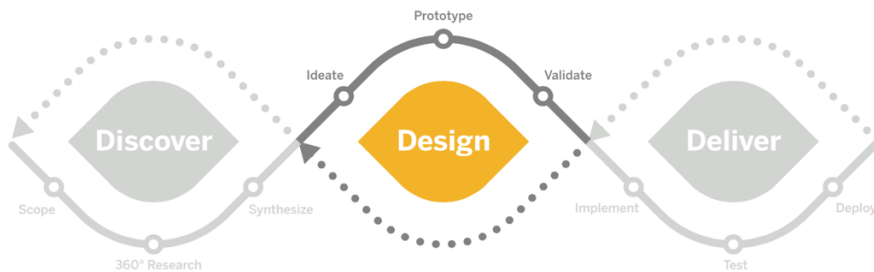 Prototype
Ideate
Validate
Discover
Design
Deliver
Scope
Synthesize
Implement
Deploy
360° Research
Test